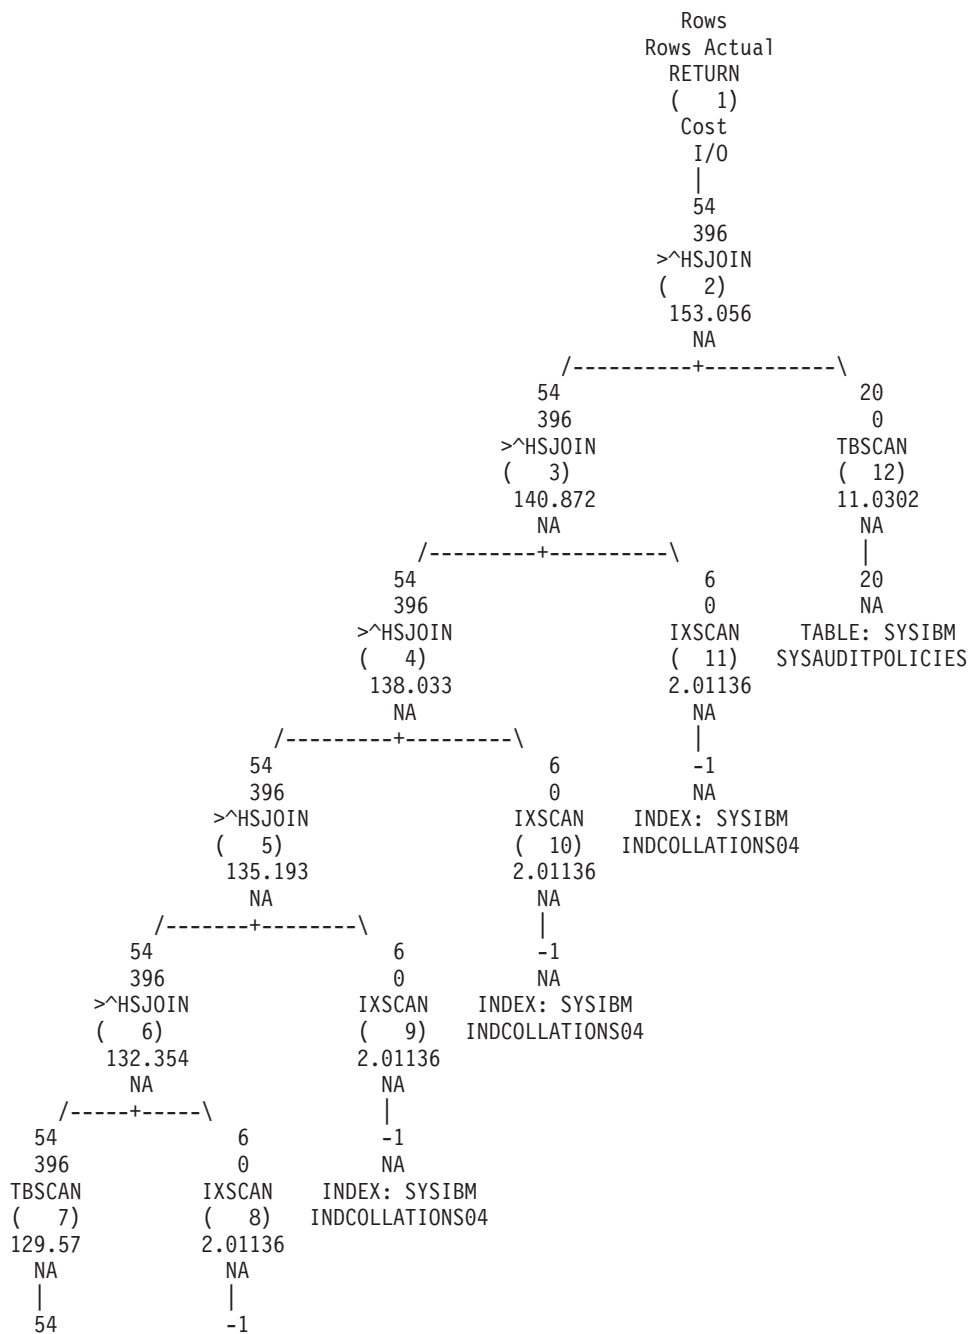 Rows
Rows Actual
RETURN
(   1)
Cost
I/O
|
54
396
>^HSJOIN
(   2)
153.056
NA
/----------+-----------\
54 20
396 0
>^HSJOIN TBSCAN
(   3) (  12)
140.872 11.0302
NA NA
/---------+----------\ |
54 6 20
396 0 NA
>^HSJOIN IXSCAN TABLE: SYSIBM
(   4) (  11) SYSAUDITPOLICIES
138.033 2.01136
NA NA
/---------+---------\ |
54 6 -1
396 0 NA
>^HSJOIN IXSCAN INDEX: SYSIBM
(   5) (  10) INDCOLLATIONS04
135.193 2.01136
NA NA
/-------+--------\ |
54 6 -1
396 0 NA
>^HSJOIN IXSCAN INDEX: SYSIBM
(   6) (   9) INDCOLLATIONS04
132.354 2.01136
NA NA
/-----+-----\ |
54 6 -1
396 0 NA
TBSCAN IXSCAN INDEX: SYSIBM
(   7) (   8) INDCOLLATIONS04
129.57 2.01136
NA NA
| |
54 -1